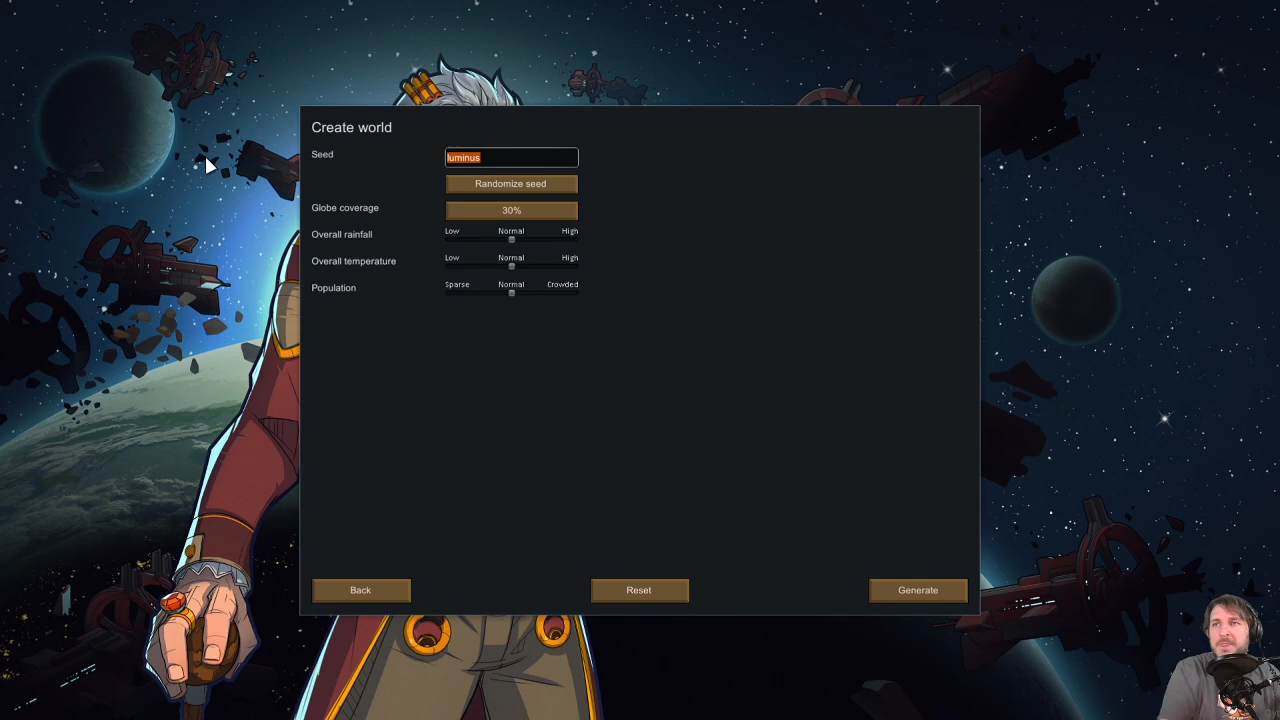 Create world
Seed
luminus
Randomize seed
Globe coverage
30%
Overall rainfall
Low Normal High
Overall temperature
Low Normal High
Population
Sparse Normal Crowded
Back Reset Generate